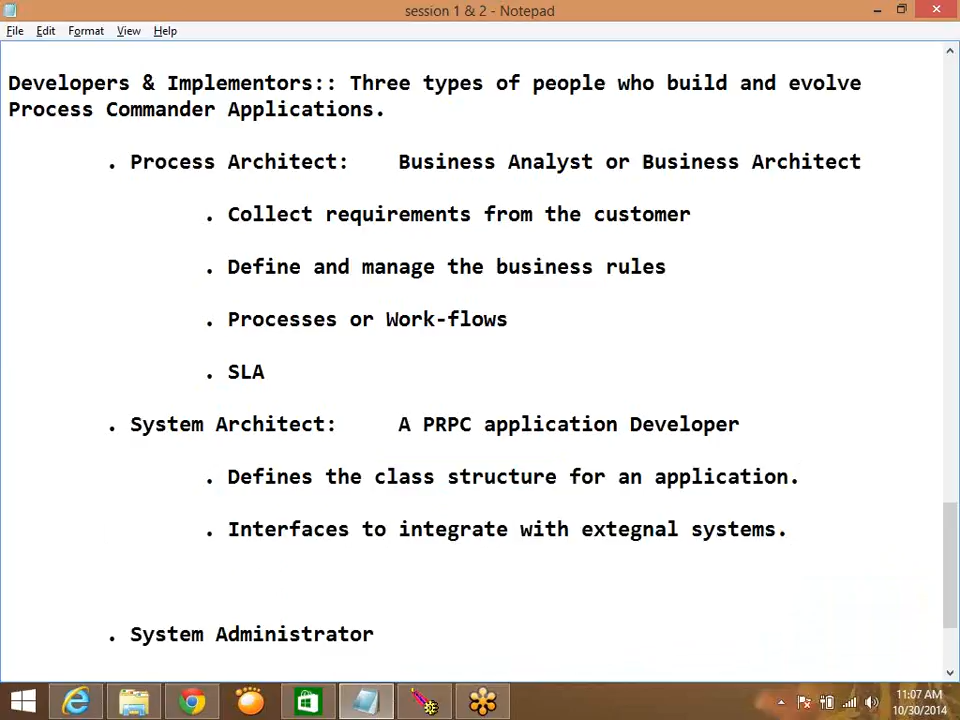 session 1 & 2 - Notepad
File Edit Format View Help
Developers & Implementors:: Three types of people who build and evolve
Process Commander Applications.
. Process Architect: Business Analyst or Business Architect
. Collect requirements from the customer
. Define and manage the business rules
. Processes or Work-flows
. SLA
. System Architect: A PRPC application Developer
. Defines the class structure for an application.
. Interfaces to integrate with extegnal systems.
. System Administrator
11:07 AM
10/30/2014